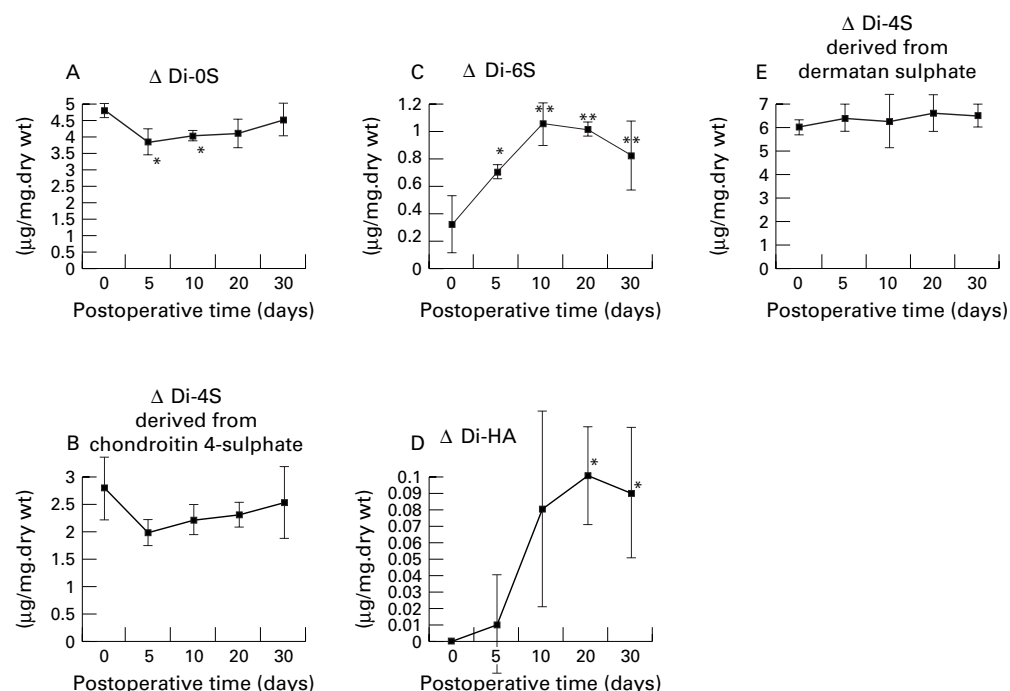 A
Δ Di-0S
(μg/mg.dry wt)
5
4.5
4
3.5
3
2.5
2
1.5
1
0.5
0
*
*
0 5 10 20 30
Postoperative time (days)
C
Δ Di-6S
(μg/mg.dry wt)
1.2
1
0.8
0.6
0.4
0.2
0
*
**
**
**
0 5 10 20 30
Postoperative time (days)
E
Δ Di-4S
derived from
dermatan sulphate
(μg/mg.dry wt)
7
6
5
4
3
2
1
0
0 5 10 20 30
Postoperative time (days)
B
Δ Di-4S
derived from
chondroitin 4-sulphate
(μg/mg.dry wt)
3
2.5
2
1.5
1
0.5
0
0 5 10 20 30
Postoperative time (days)
D
Δ Di-HA
(μg/mg.dry wt)
0.1
0.09
0.08
0.07
0.06
0.05
0.04
0.03
0.02
0.01
0
*
*
0 5 10 20 30
Postoperative time (days)